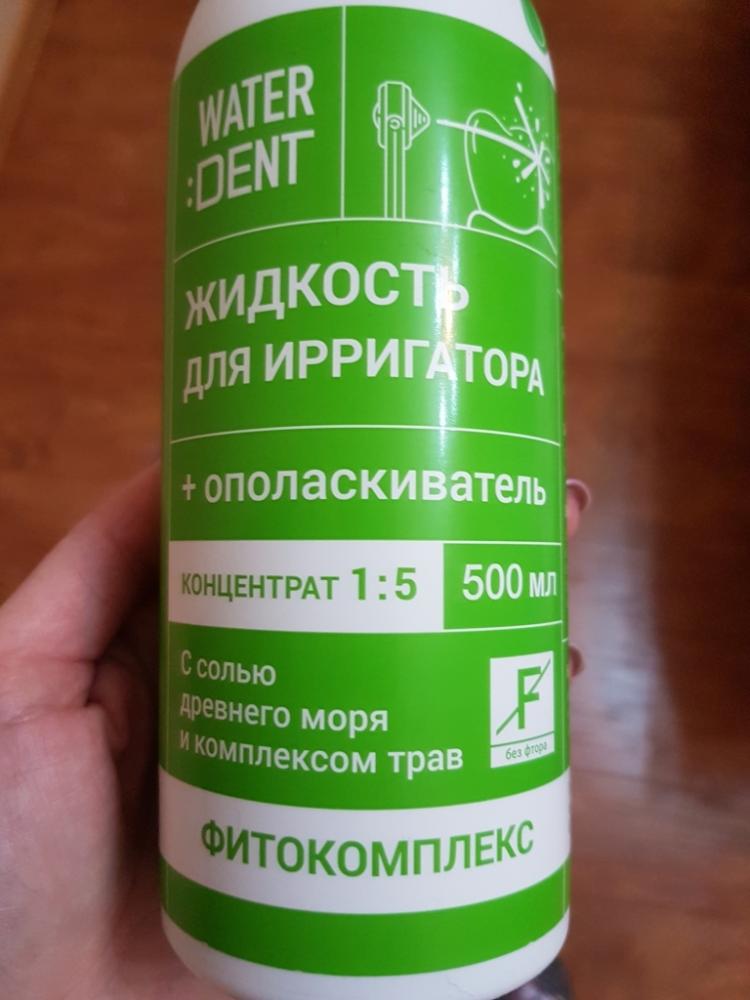 WATER
:DENT
ЖИДКОСТЬ
ДЛЯ ИРРИГАТОРА
+ ополаскиватель
КОНЦЕНТРАТ 1:5
500 мл
С солью
древнего моря
и комплексом трав
F
без фтора
ФИТОКОМПЛЕКС